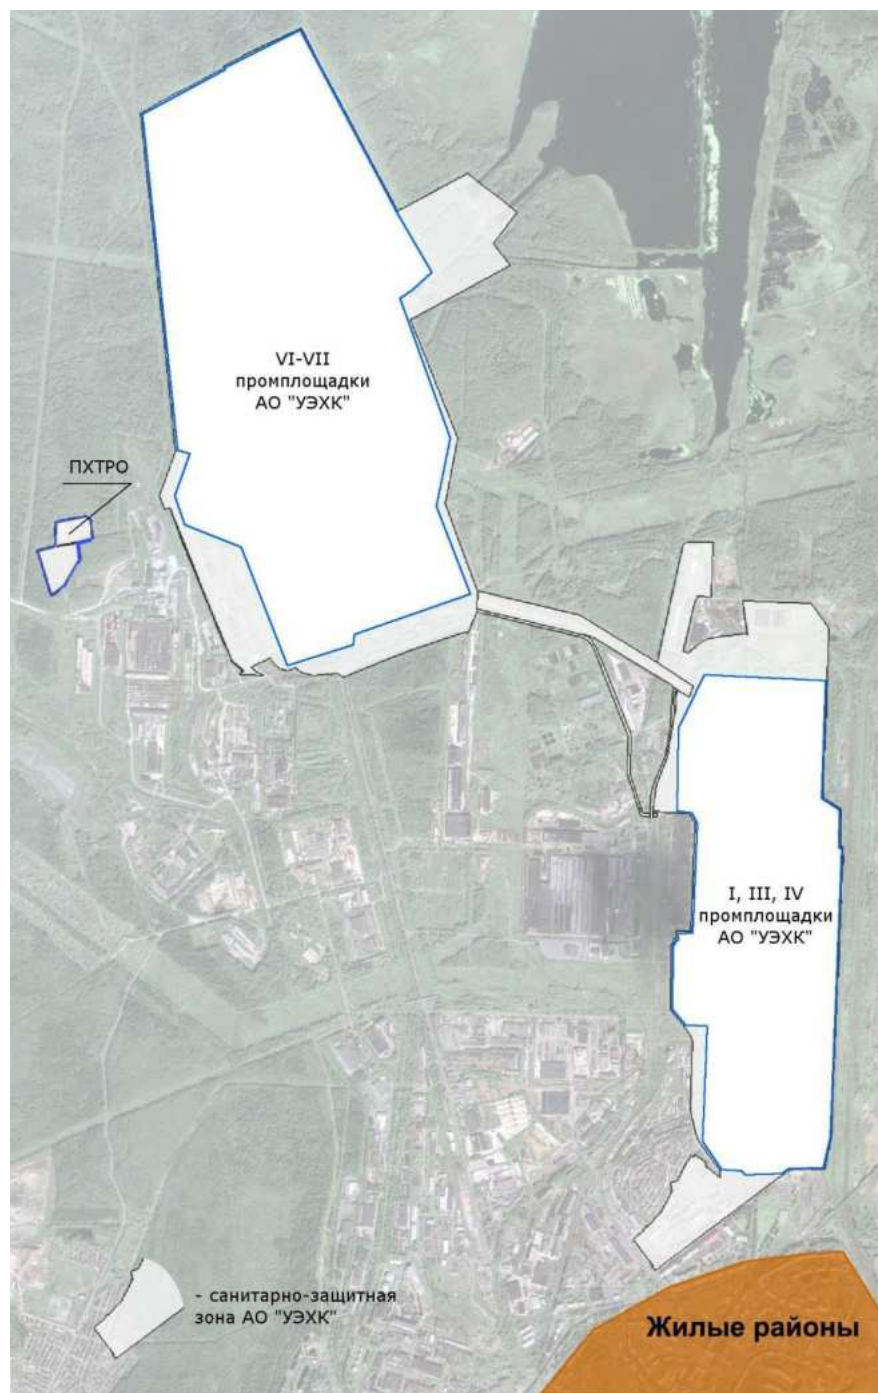 VI-VII
промплощадки
АО "УЭХК"
ПХТРО
I, III, IV
промплощадки
АО "УЭХК"
- санитарно-защитная
зона АО "УЭХК"
Жилые районы